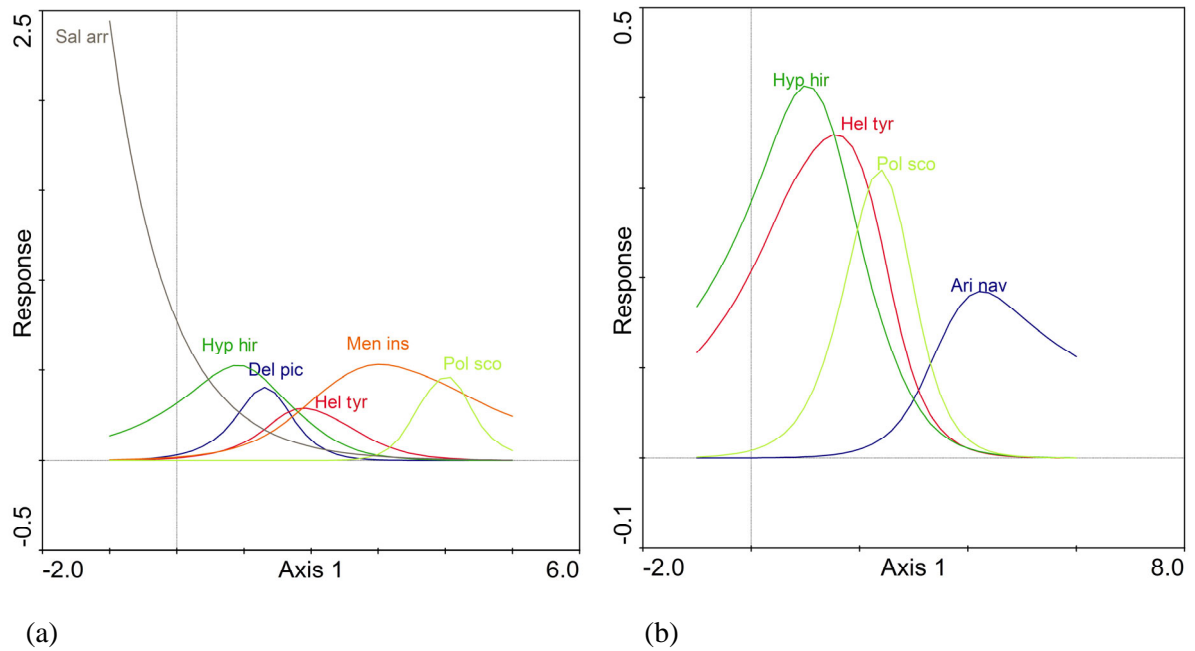 2.5
Response
-0.5
Sal arr
Hyp hir
Del pic
Hel tyr
Men ins
Pol sco
-2.0
Axis 1
6.0
(a)
0.5
Response
-0.1
Hyp hir
Hel tyr
Pol sco
Ari nav
-2.0
Axis 1
8.0
(b)